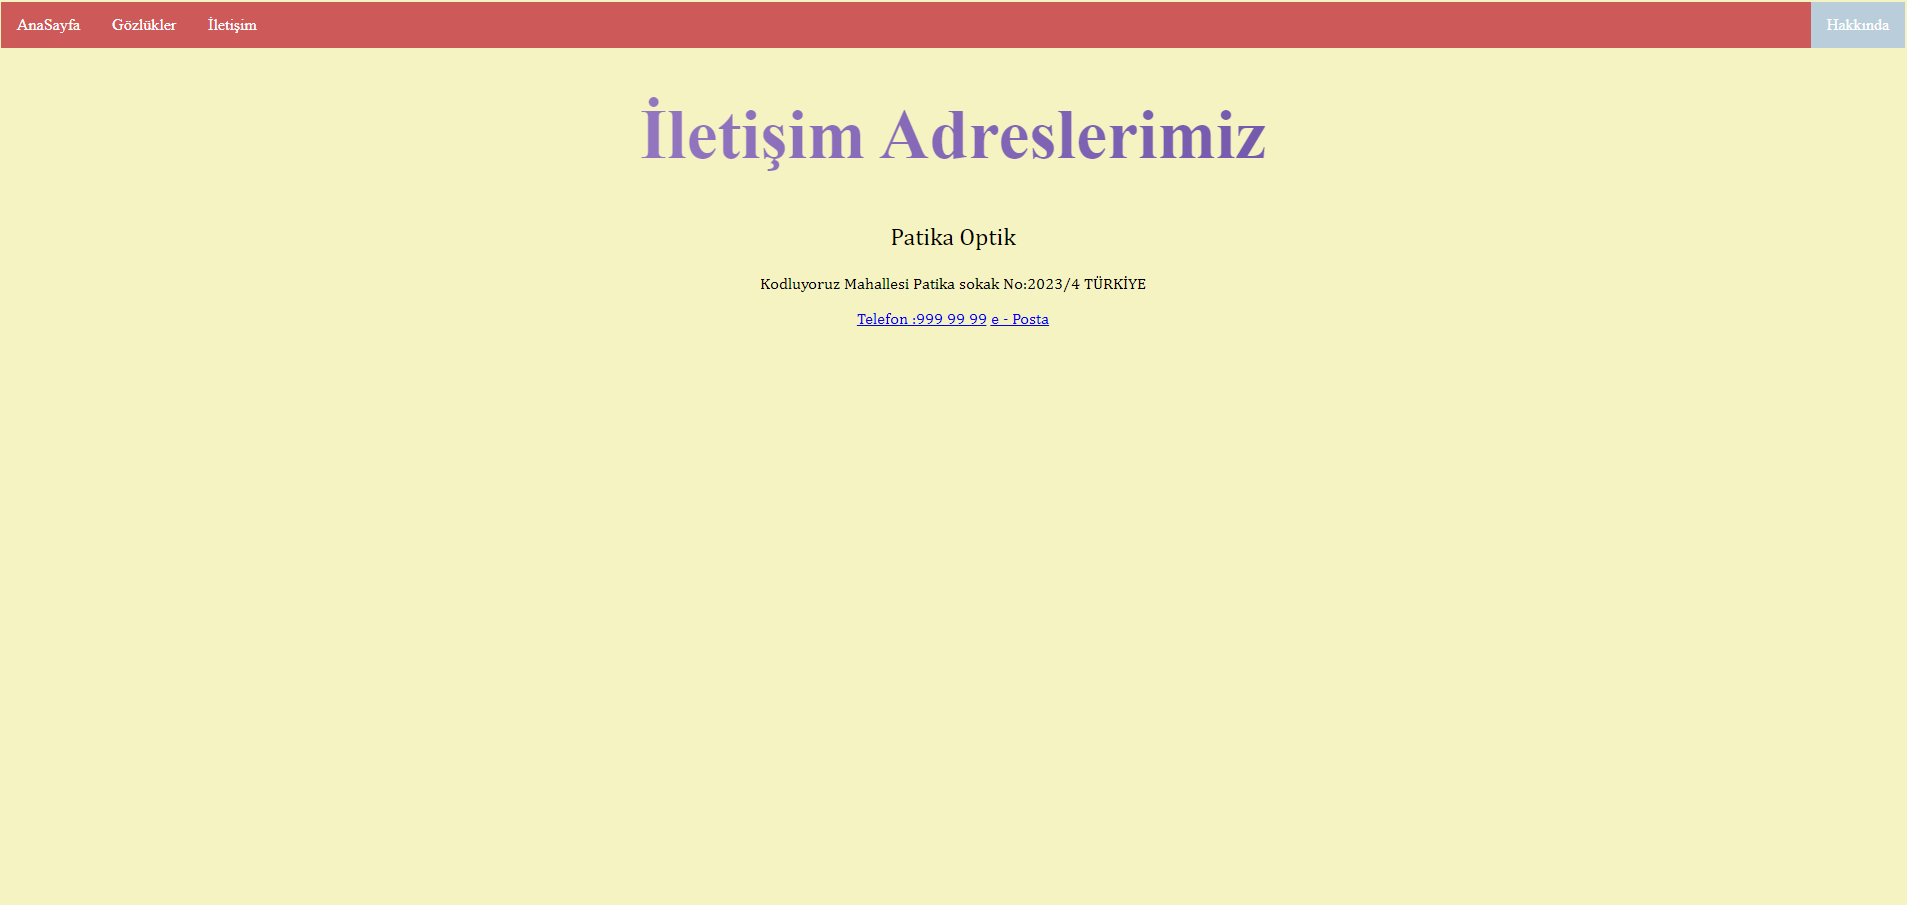 AnaSayfa Gözlükler İletişim Hakkında
İletişim Adreslerimiz
Patika Optik
Kodluyoruz Mahallesi Patika sokak No:2023/4 TÜRKİYE
Telefon :999 99 99 e - Posta